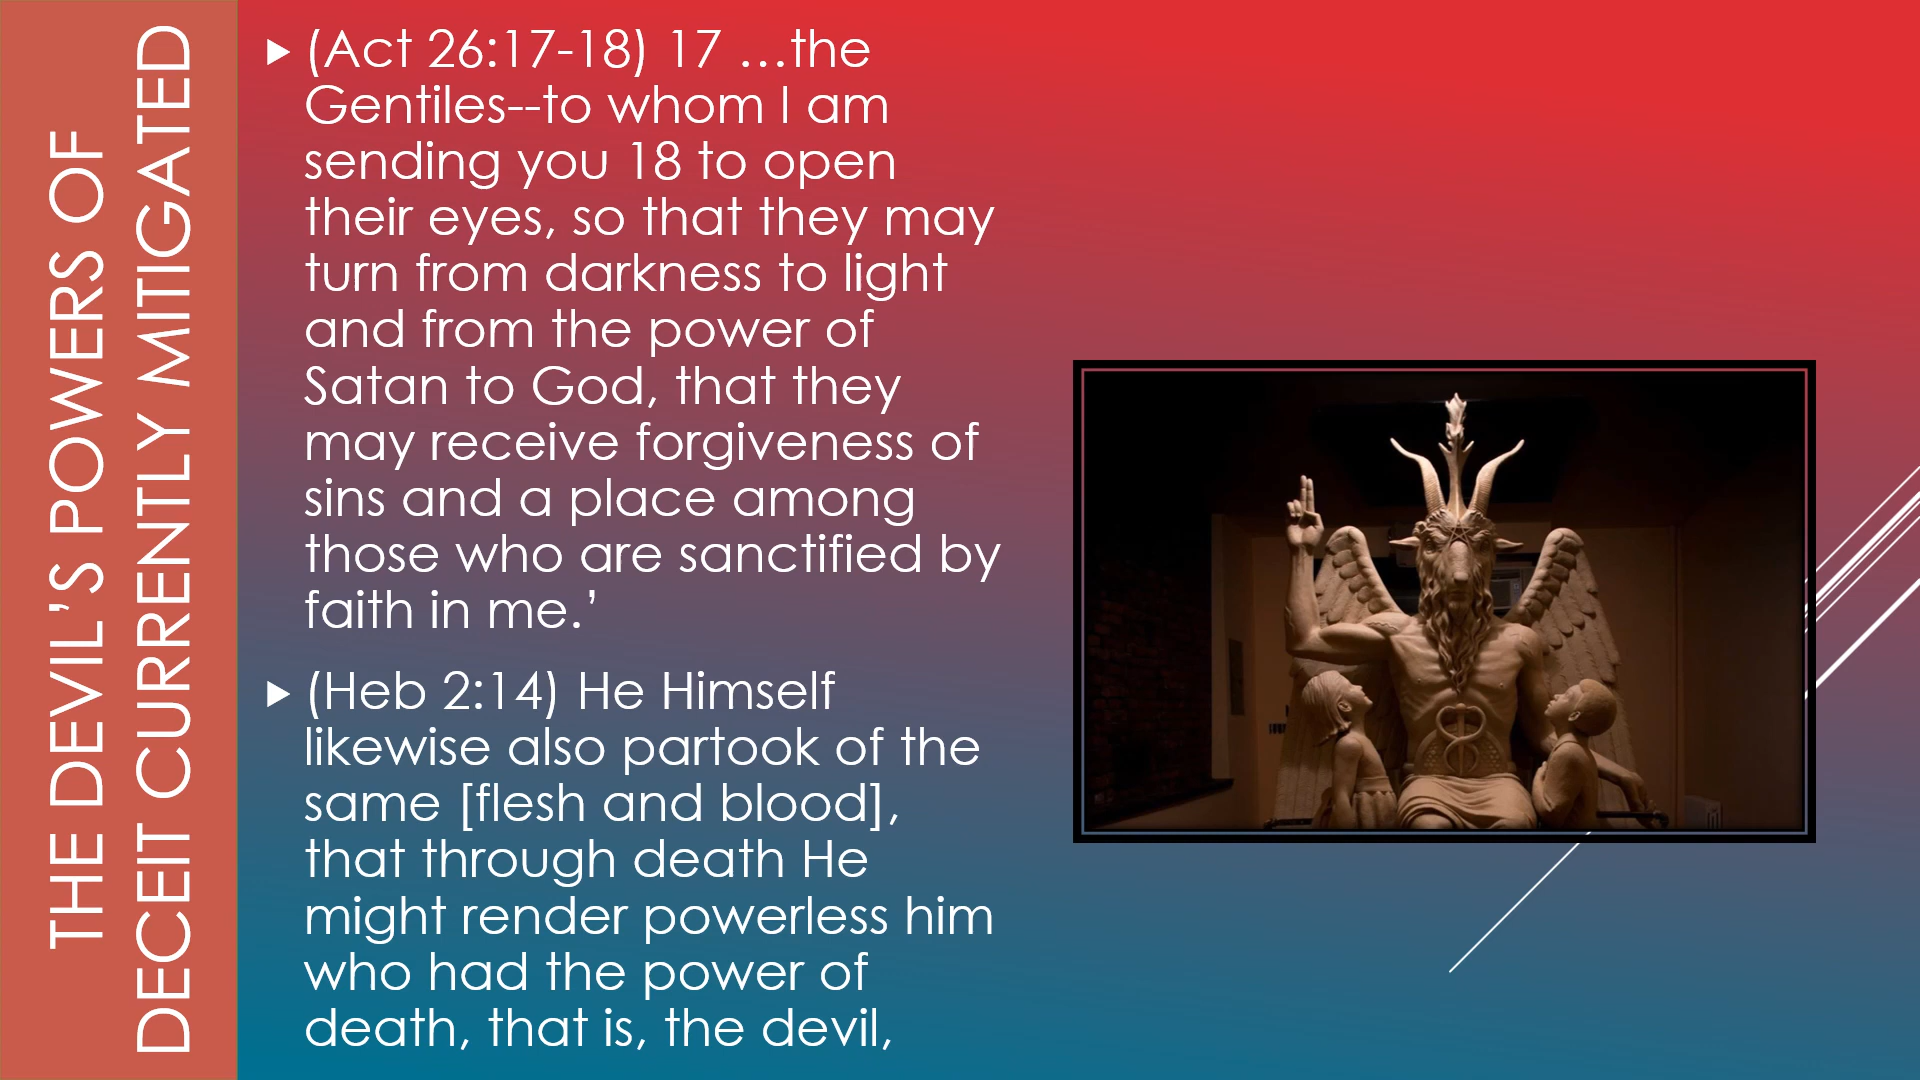 THE DEVIL’S POWERS OF
DECEIT CURRENTLY MITIGATED
(Act 26:17-18) 17 …the
Gentiles--to whom I am
sending you 18 to open
their eyes, so that they may
turn from darkness to light
and from the power of
Satan to God, that they
may receive forgiveness of
sins and a place among
those who are sanctified by
faith in me.’
(Heb 2:14) He Himself
likewise also partook of the
same [flesh and blood],
that through death He
might render powerless him
who had the power of
death, that is, the devil,